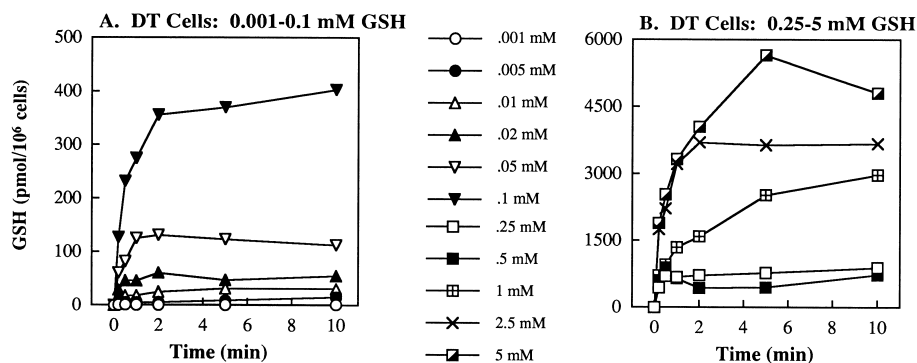 A. DT Cells: 0.001-0.1 mM GSH
500
400
300
200
100
0
GSH (pmol/10⁶ cells)
0 2 4 6 8 10
Time (min)
.001 mM
.005 mM
.01 mM
.02 mM
.05 mM
.1 mM
.25 mM
.5 mM
1 mM
2.5 mM
5 mM
B. DT Cells: 0.25-5 mM GSH
6000
4500
3000
1500
0
0 2 4 6 8 10
Time (min)